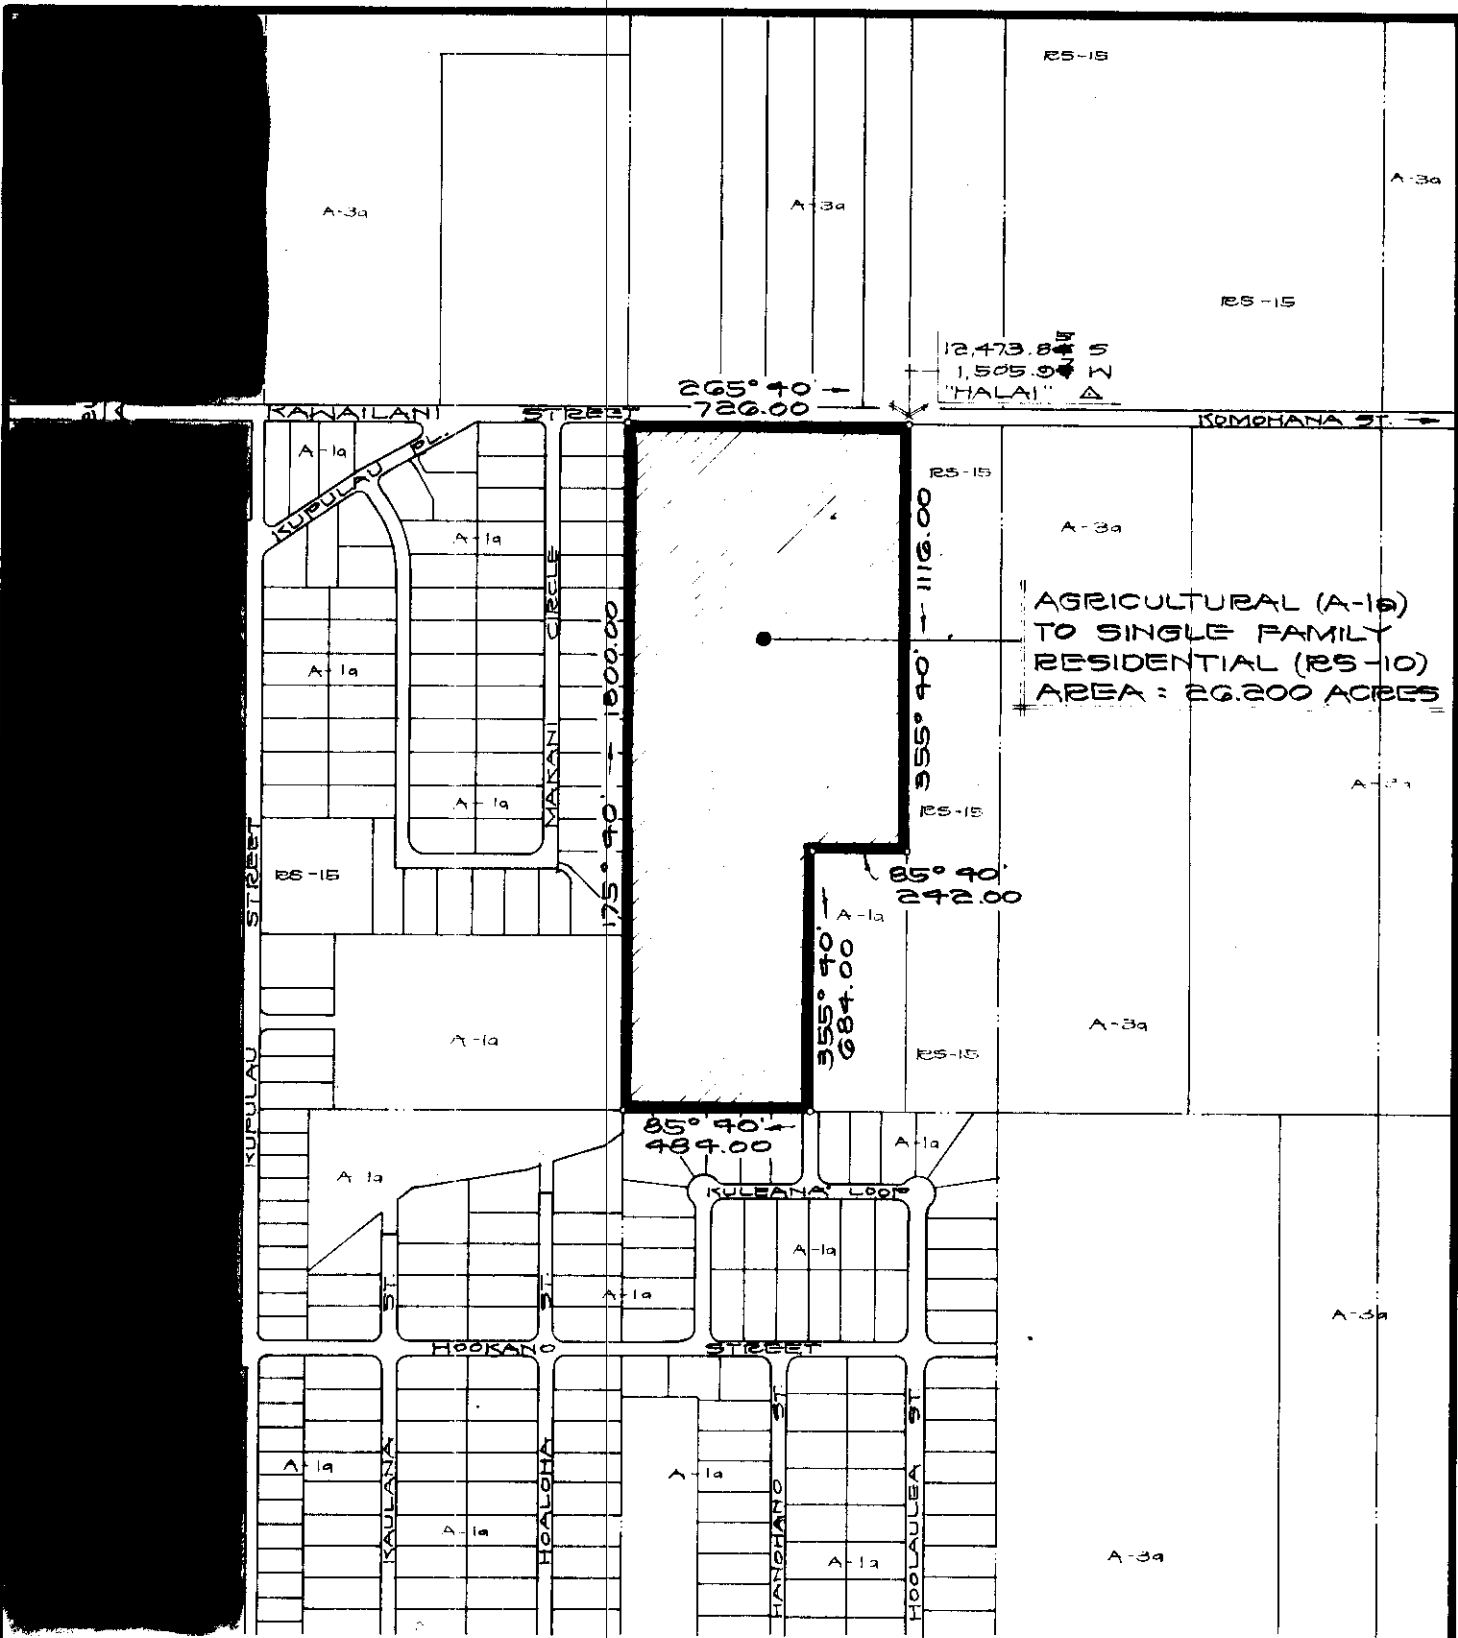 RS-15
A-3a
A-3a
A-3a
RS-15
12,473.8 S
1,505.9 W
"HALAI" △
265° 40'
726.00
KAWAILANI STREET
KOMOHANA ST.
A-1a
KUPULAU PL.
RS-15
A-3a
A-1a
MAKANI CIRCLE
1116.00
355° 40'
AGRICULTURAL (A-1a)
TO SINGLE FAMILY
RESIDENTIAL (RS-10)
AREA : 26.200 ACRES
A-1a
175° 40'
1800.00
A-1a
RS-15
RS-15
85° 40'
242.00
A-1a
KUPULAU STREET
355° 40'
684.00
A-1a
A-3a
RS-15
85° 40'
484.00
A-1a
A-1a
KULEANA LOOP
A-1a
ST.
ST.
A-1a
A-3a
HOOKANO STREET
A-1a
KAULANA
HOALOHA
A-1a
HANOHANO ST
HOOLAULEA ST
A-1a
A-1a
A-3a